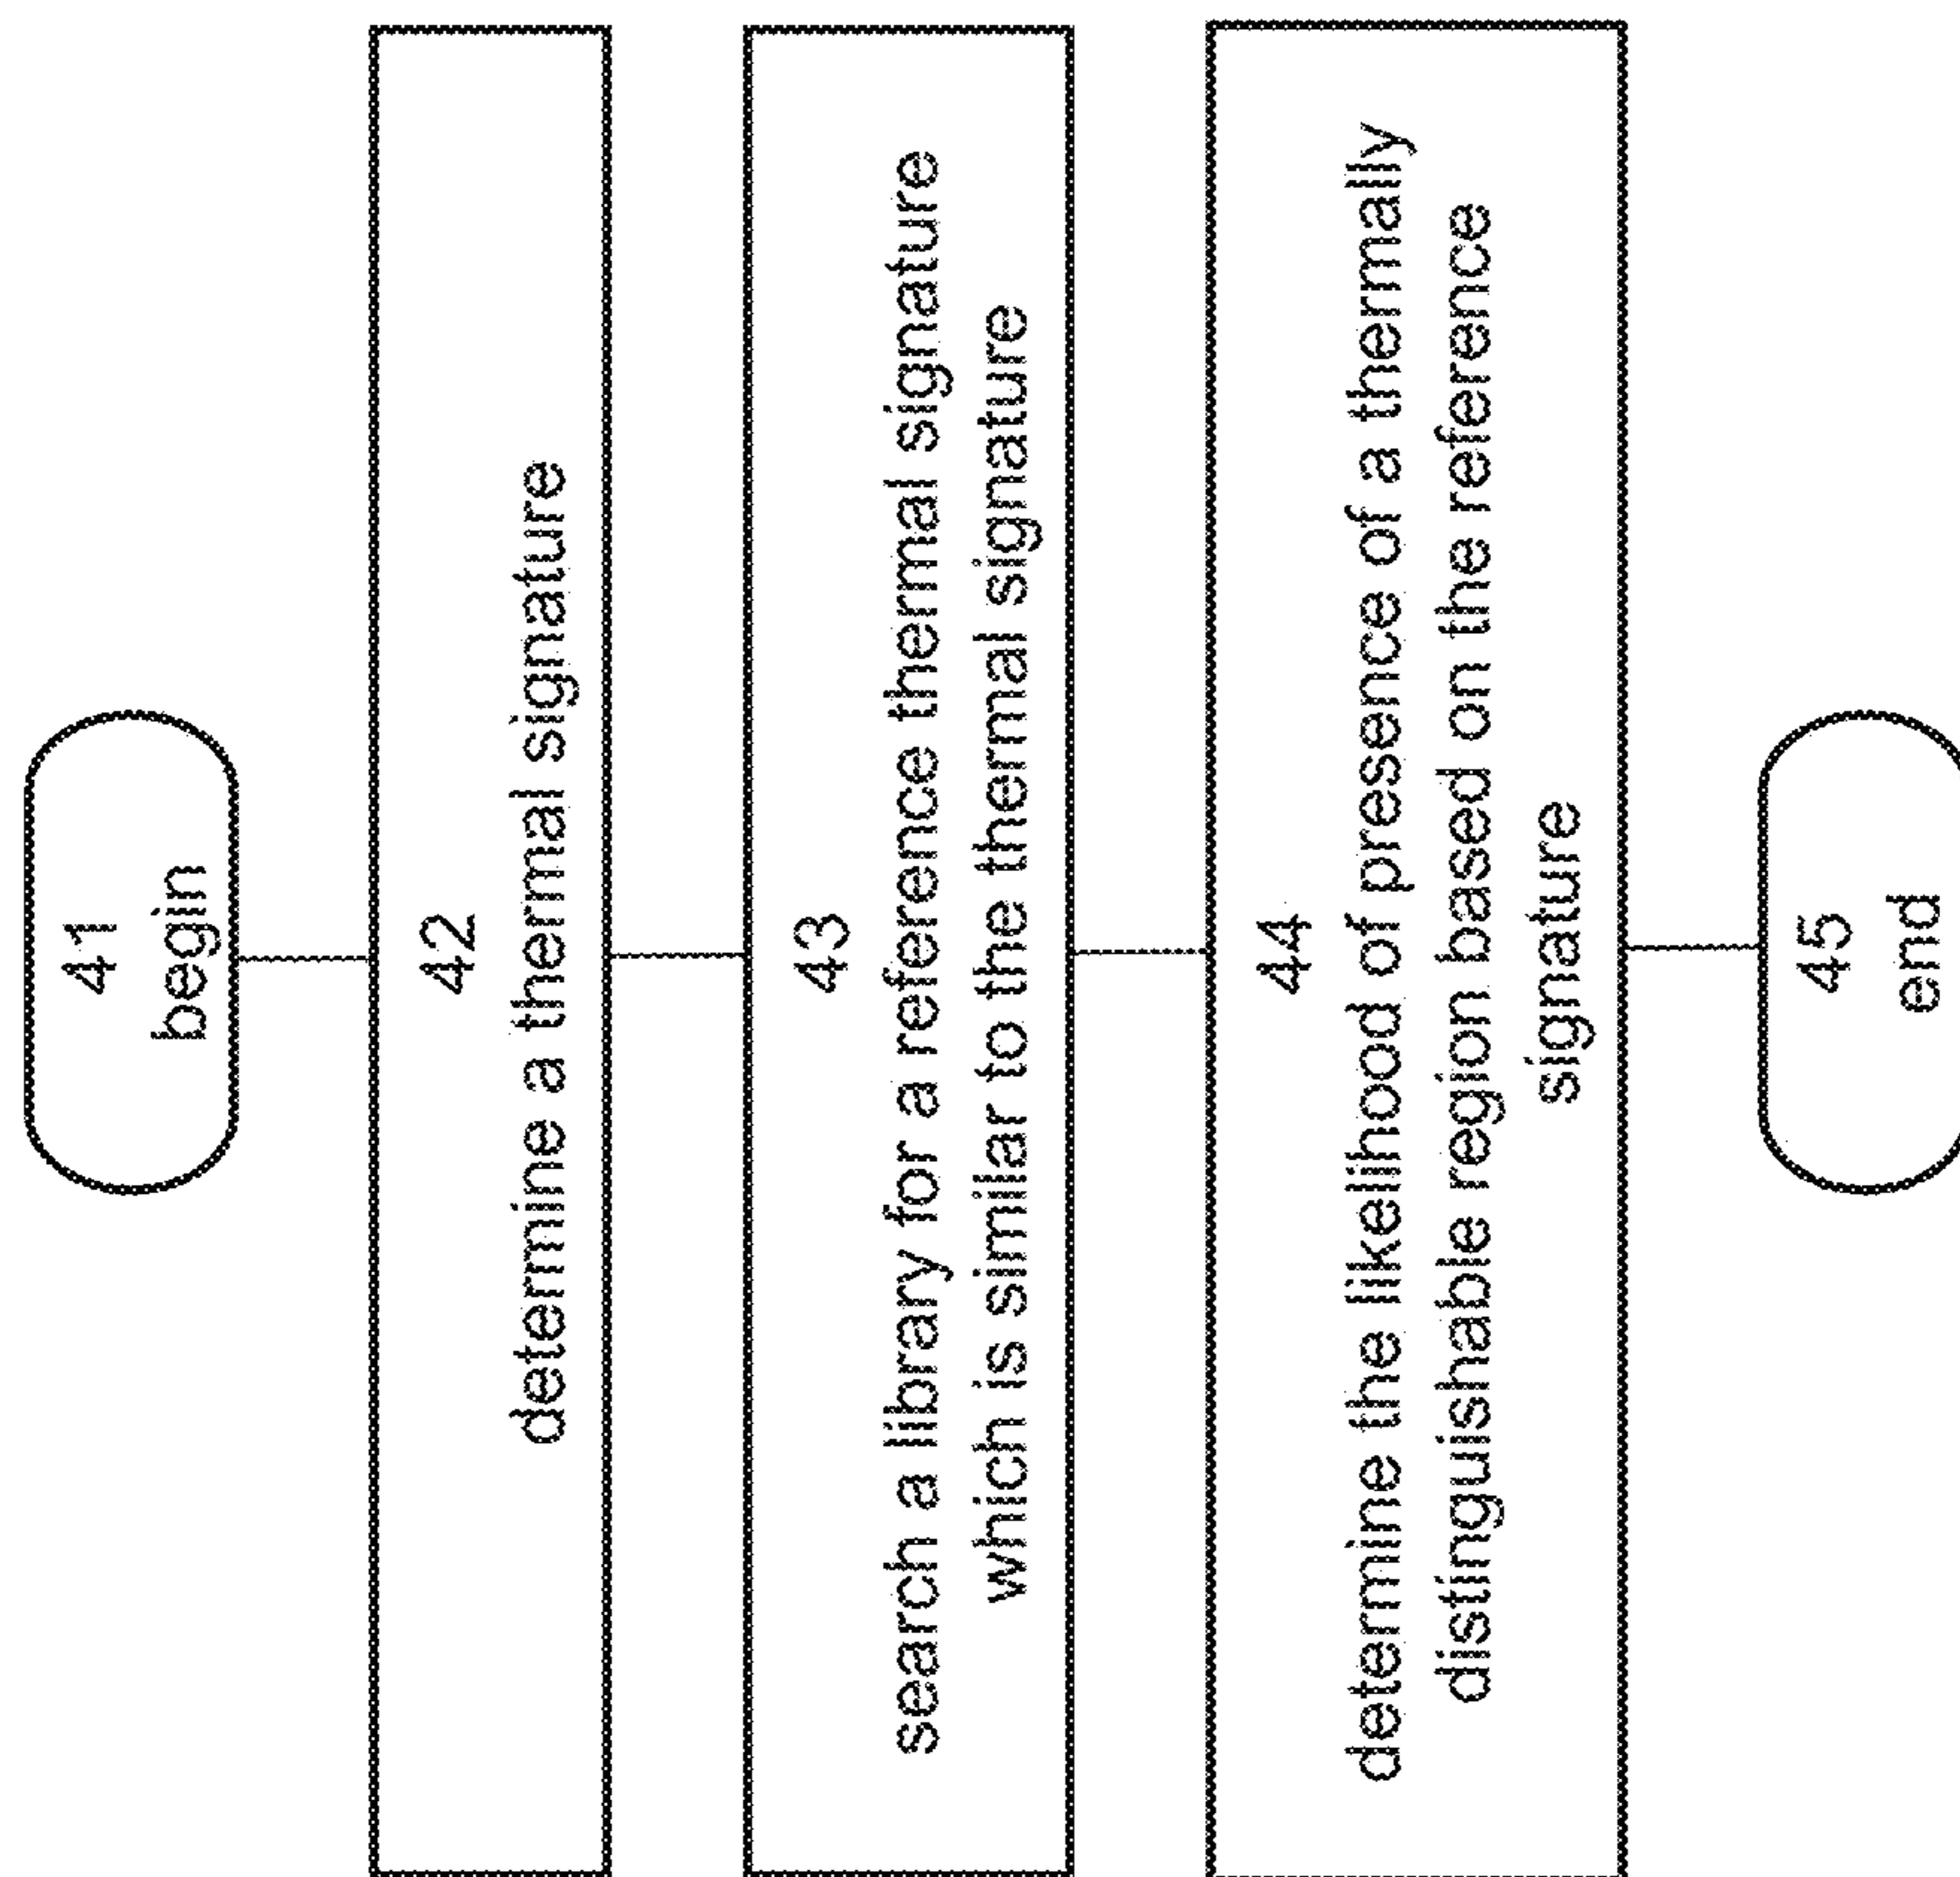 41
begin
42
determine a thermal signature
43
search a library for a reference thermal signature
which is similar to the thermal signature
44
determine the likelihood of presence of a thermally
distinguishable region based on the reference
signature
45
end